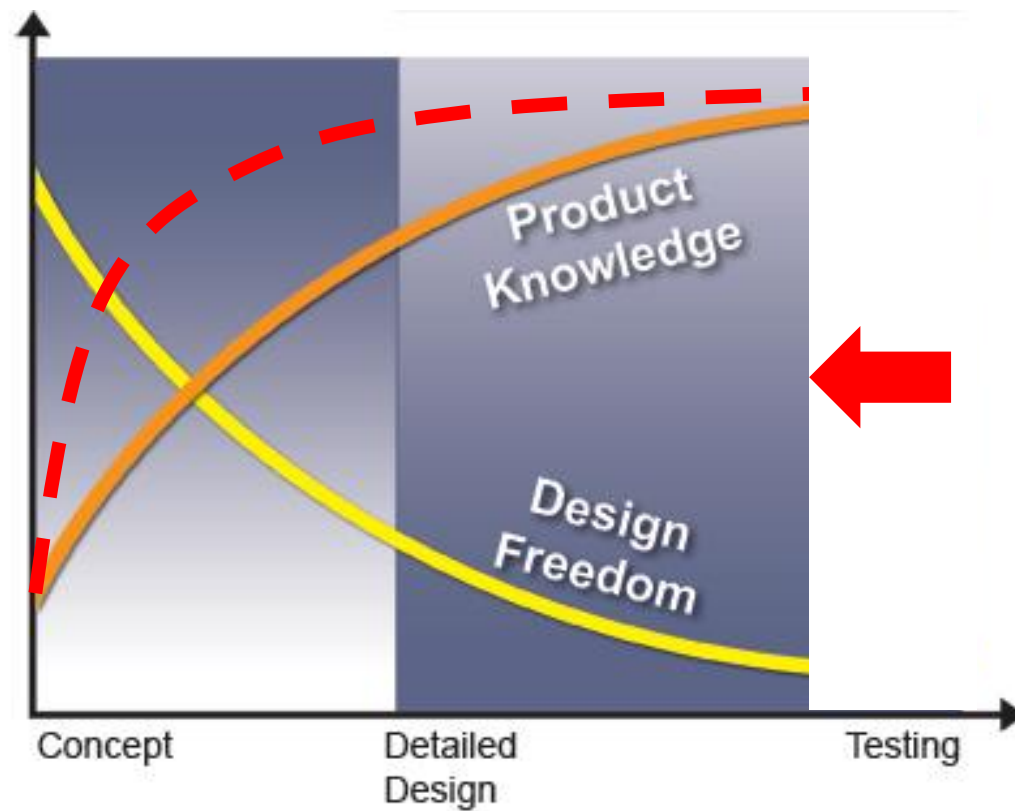 Product
Knowledge
Design
Freedom
Concept
Detailed
Design
Testing